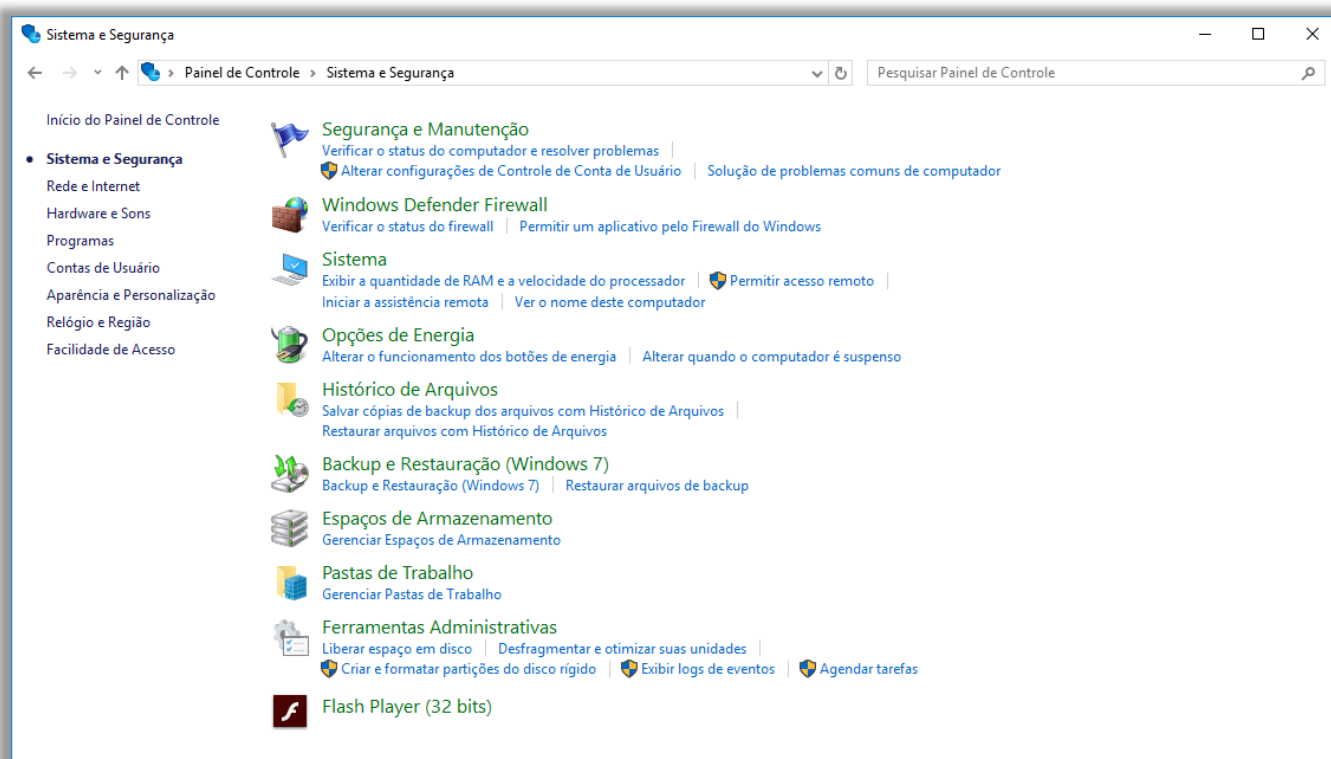 Sistema e Segurança
Painel de Controle > Sistema e Segurança
Pesquisar Painel de Controle
Início do Painel de Controle
Sistema e Segurança
Rede e Internet
Hardware e Sons
Programas
Contas de Usuário
Aparência e Personalização
Relógio e Região
Facilidade de Acesso
Segurança e Manutenção
Verificar o status do computador e resolver problemas
Alterar configurações de Controle de Conta de Usuário | Solução de problemas comuns de computador
Windows Defender Firewall
Verificar o status do firewall | Permitir um aplicativo pelo Firewall do Windows
Sistema
Exibir a quantidade de RAM e a velocidade do processador | Permitir acesso remoto
Iniciar a assistência remota | Ver o nome deste computador
Opções de Energia
Alterar o funcionamento dos botões de energia | Alterar quando o computador é suspenso
Histórico de Arquivos
Salvar cópias de backup dos arquivos com Histórico de Arquivos
Restaurar arquivos com Histórico de Arquivos
Backup e Restauração (Windows 7)
Backup e Restauração (Windows 7) | Restaurar arquivos de backup
Espaços de Armazenamento
Gerenciar Espaços de Armazenamento
Pastas de Trabalho
Gerenciar Pastas de Trabalho
Ferramentas Administrativas
Liberar espaço em disco | Desfragmentar e otimizar suas unidades
Criar e formatar partições do disco rígido | Exibir logs de eventos | Agendar tarefas
Flash Player (32 bits)